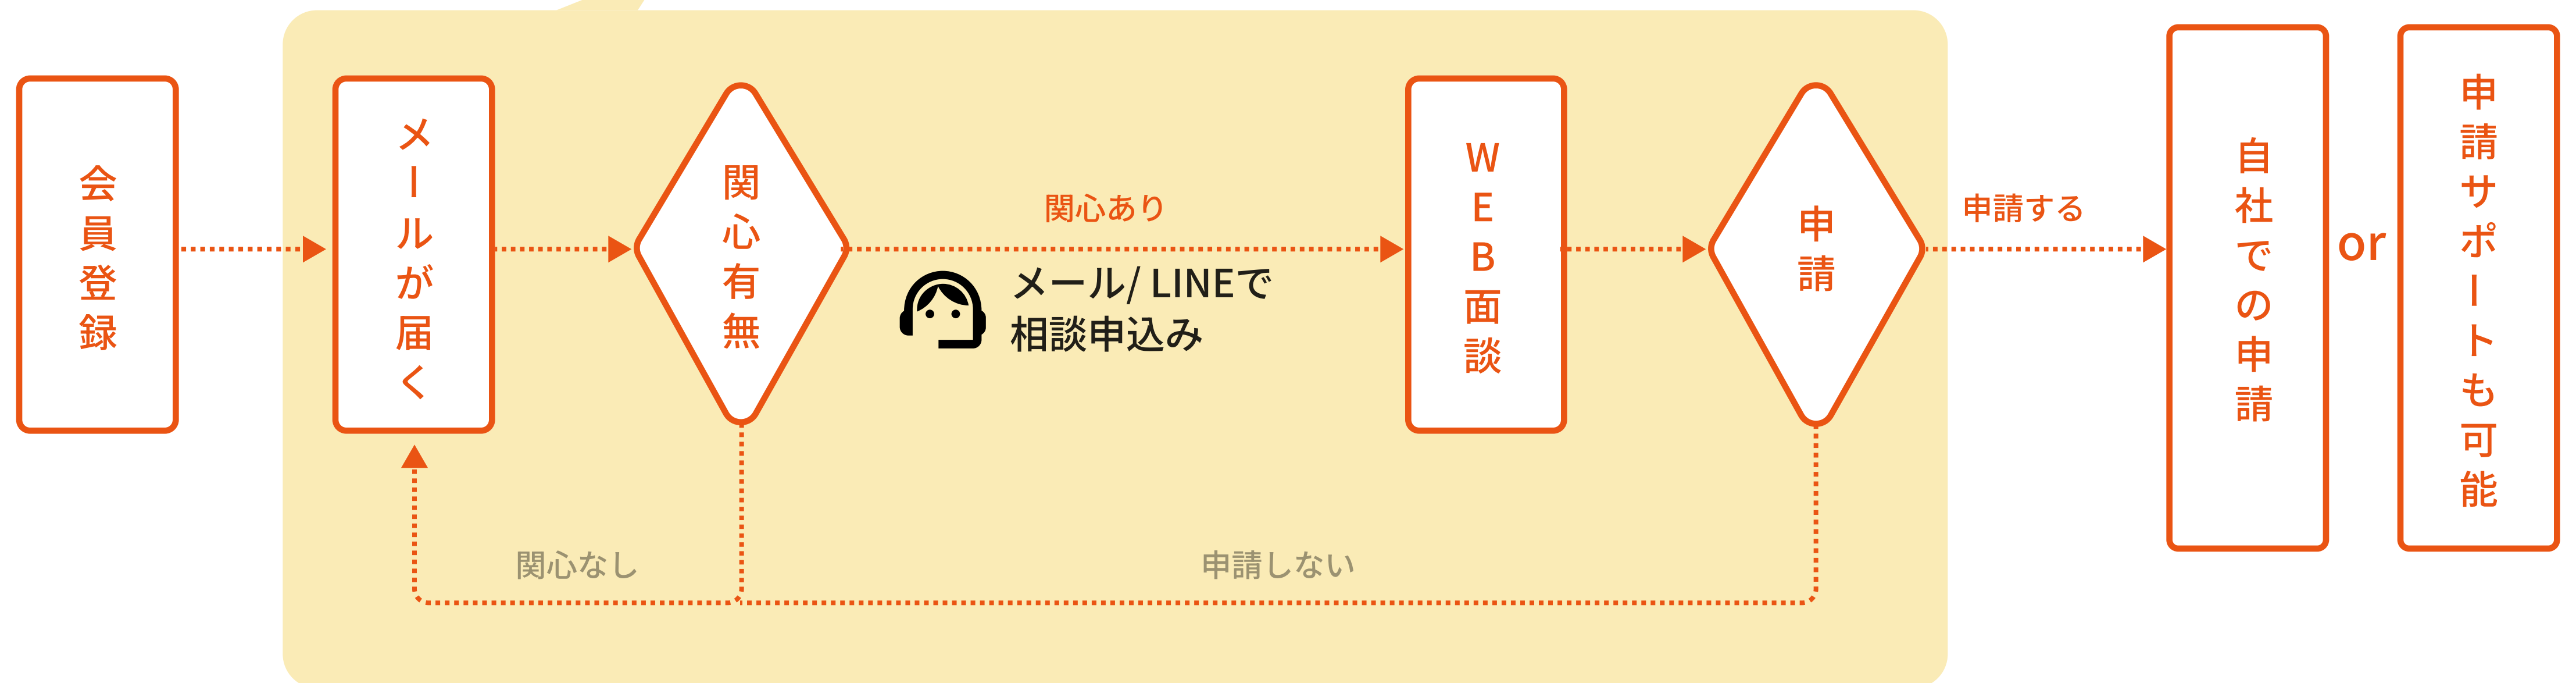 会員登録
メールが届く
関心有無
関心あり
メール/ LINEで
相談申込み
WEB面談
申請
申請する
自社での申請
or
申請サポートも可能
関心なし
申請しない